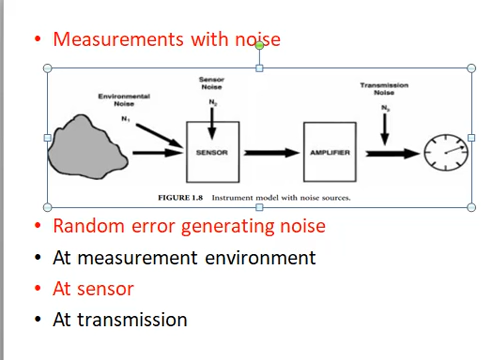 • Measurements with noise
Sensor
Noise
N₂
Environmental
Noise
N₁
Transmission
Noise
N₃
SENSOR
AMPLIFIER
FIGURE 1.8 Instrument model with noise sources.
• Random error generating noise
• At measurement environment
• At sensor
• At transmission